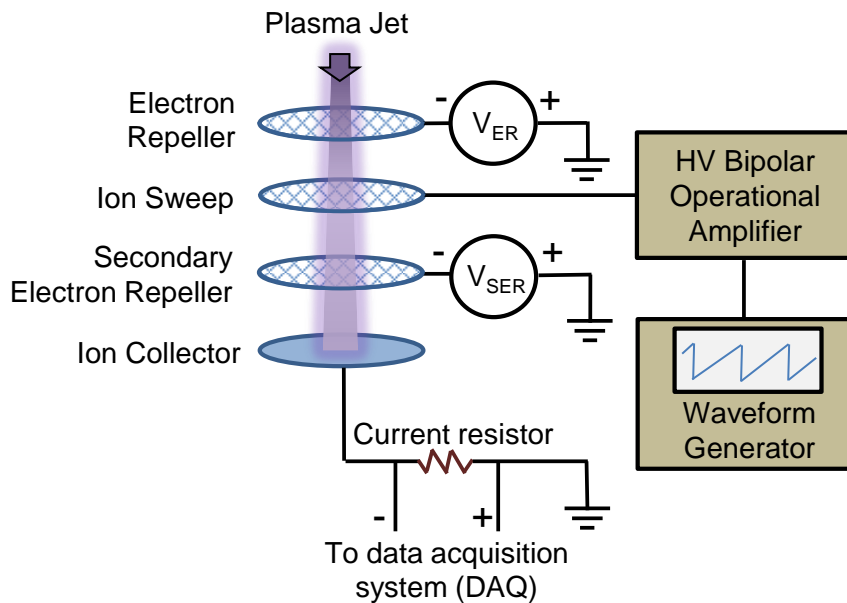 Plasma Jet
Electron
Repeller
- V_ER +
Ion Sweep
HV Bipolar
Operational
Amplifier
Secondary
Electron Repeller
- V_SER +
Ion Collector
Waveform
Generator
Current resistor
- +
To data acquisition
system (DAQ)